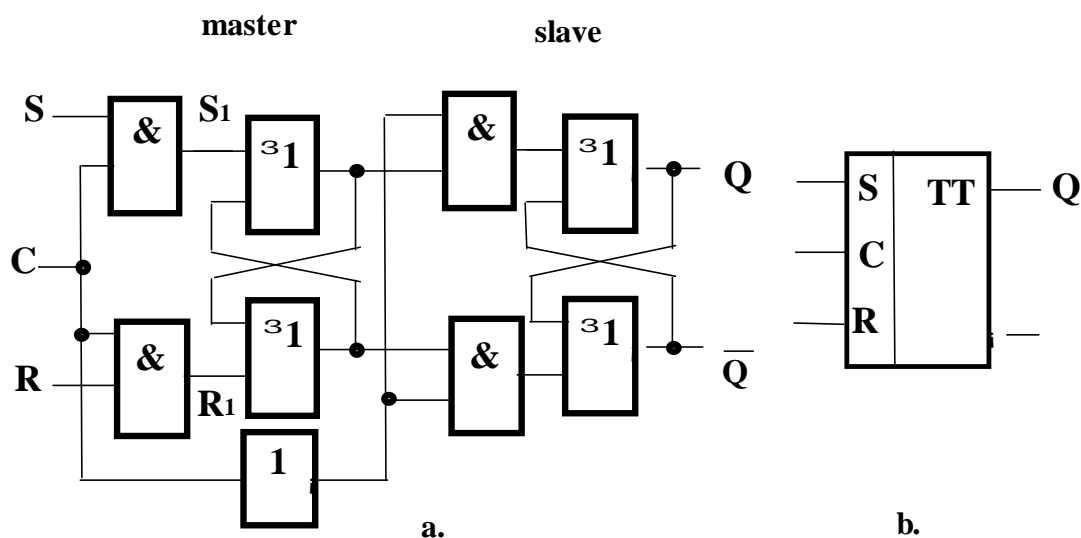 master
slave
S
&
S1
³1
&
³1
Q
C
R
&
R1
³1
&
³1
Q̅
1
a.
S
TT
Q
C
R
b.